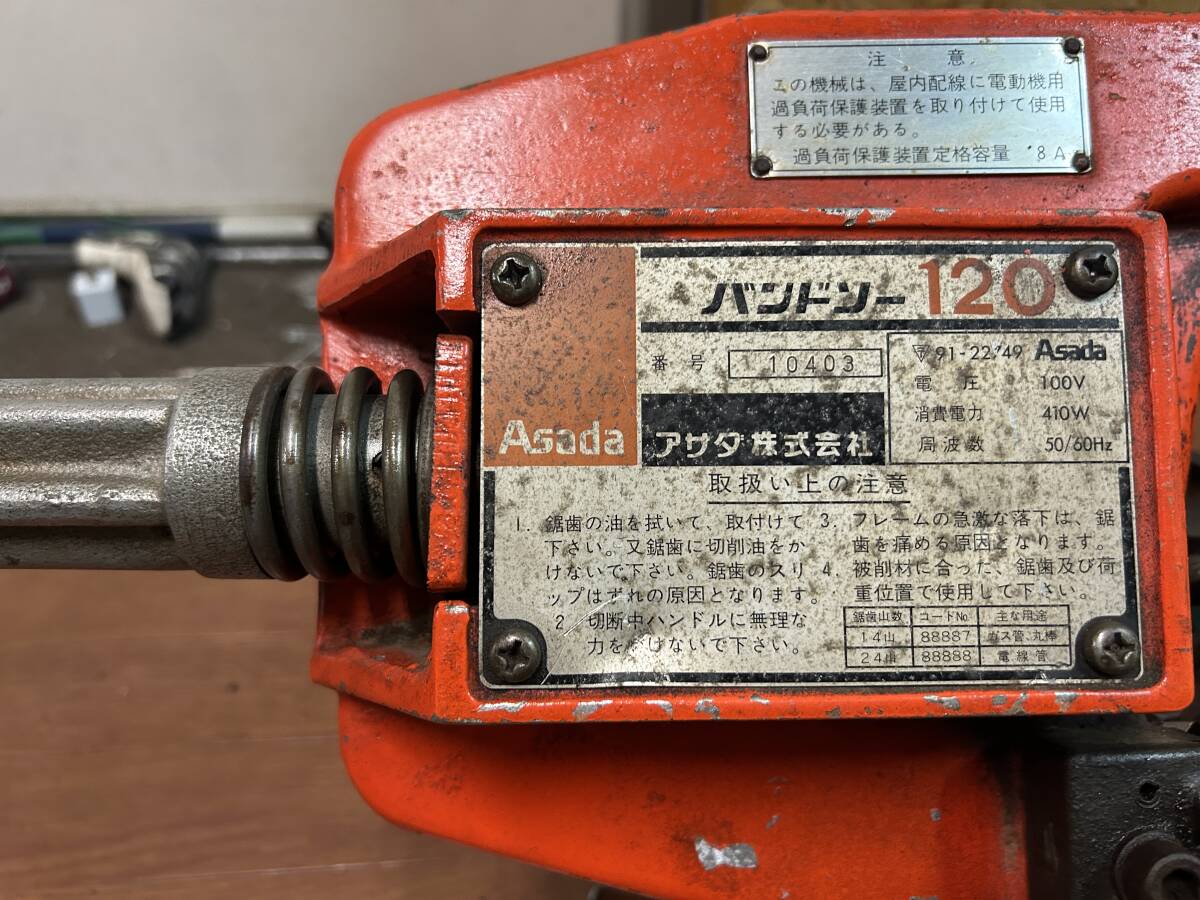 注 意
この機械は、屋内配線に電動機用
過負荷保護装置を取り付けて使用
する必要がある。
過負荷保護装置定格容量 8A
バンドソー 120
番号 10403
Asada
アサダ株式会社
▽91-22749 Asada
電圧 100V
消費電力 410W
周波数 50/60Hz
取扱い上の注意
1. 鋸歯の油を拭いて、取付けて
下さい。又鋸歯に切削油をか
けないで下さい。鋸歯のスリ
ップはずれの原因となります。
2. 切断中ハンドルに無理な
力をかけないで下さい。
3. フレームの急激な落下は、鋸
歯を痛める原因となります。
4. 被削材に合った、鋸歯及び荷
重位置で使用して下さい。
鋸歯山数 コードNo. 主な用途
14山 88887 ガス管、丸棒
24山 88888 電線管